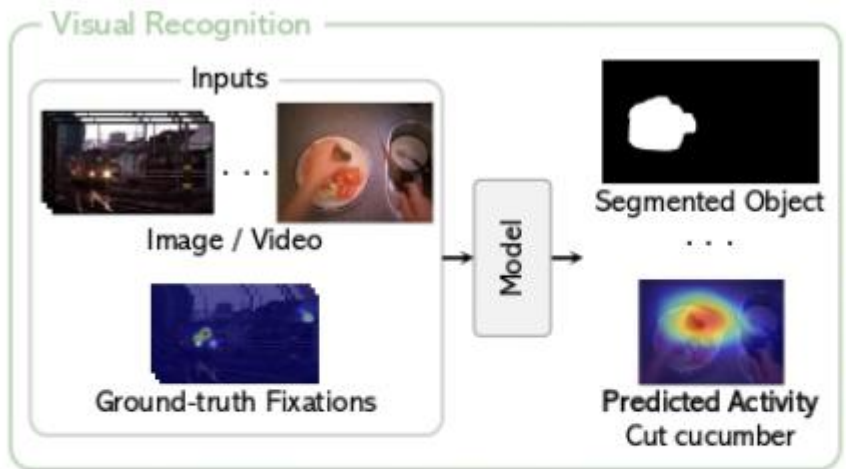 Visual Recognition
Inputs
. . .
Image / Video
Ground-truth Fixations
Model
Segmented Object
. . .
Predicted Activity
Cut cucumber